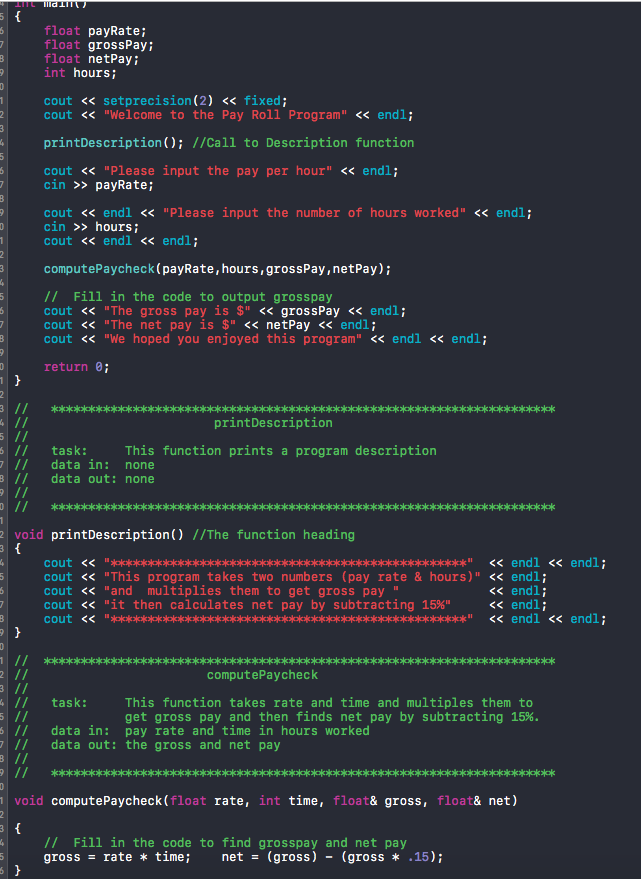 int main()
{
float payRate;
float grossPay;
float netPay;
int hours;
cout << setprecision(2) << fixed;
cout << "Welcome to the Pay Roll Program" << endl;
printDescription(); //Call to Description function
cout << "Please input the pay per hour" << endl;
cin >> payRate;
cout << endl << "Please input the number of hours worked" << endl;
cin >> hours;
cout << endl << endl;
computePaycheck(payRate,hours,grossPay,netPay);
//  Fill in the code to output grosspay
cout << "The gross pay is $" << grossPay << endl;
cout << "The net pay is $" << netPay << endl;
cout << "We hoped you enjoyed this program" << endl << endl;
return 0;
}
//   ********************************************************************
//                         printDescription
//
//   task:     This function prints a program description
//   data in:  none
//   data out: none
//
//   ********************************************************************
void printDescription() //The function heading
{
cout << "************************************************" << endl << endl;
cout << "This program takes two numbers (pay rate & hours)" << endl;
cout << "and  multiplies them to get gross pay " << endl;
cout << "it then calculates net pay by subtracting 15%" << endl;
cout << "************************************************" << endl << endl;
}
//  *********************************************************************
//                        computePaycheck
//
//   task:     This function takes rate and time and multiples them to
//             get gross pay and then finds net pay by subtracting 15%.
//   data in:  pay rate and time in hours worked
//   data out: the gross and net pay
//
//   ********************************************************************
void computePaycheck(float rate, int time, float& gross, float& net)
{
//  Fill in the code to find grosspay and net pay
gross = rate * time;    net = (gross) - (gross * .15);
}